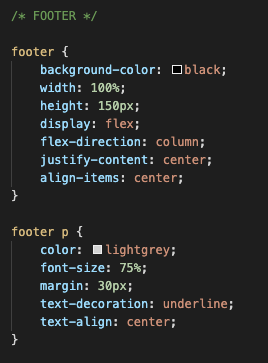 /* FOOTER */
footer {
background-color: black;
width: 100%;
height: 150px;
display: flex;
flex-direction: column;
justify-content: center;
align-items: center;
}
footer p {
color: lightgrey;
font-size: 75%;
margin: 30px;
text-decoration: underline;
text-align: center;
}